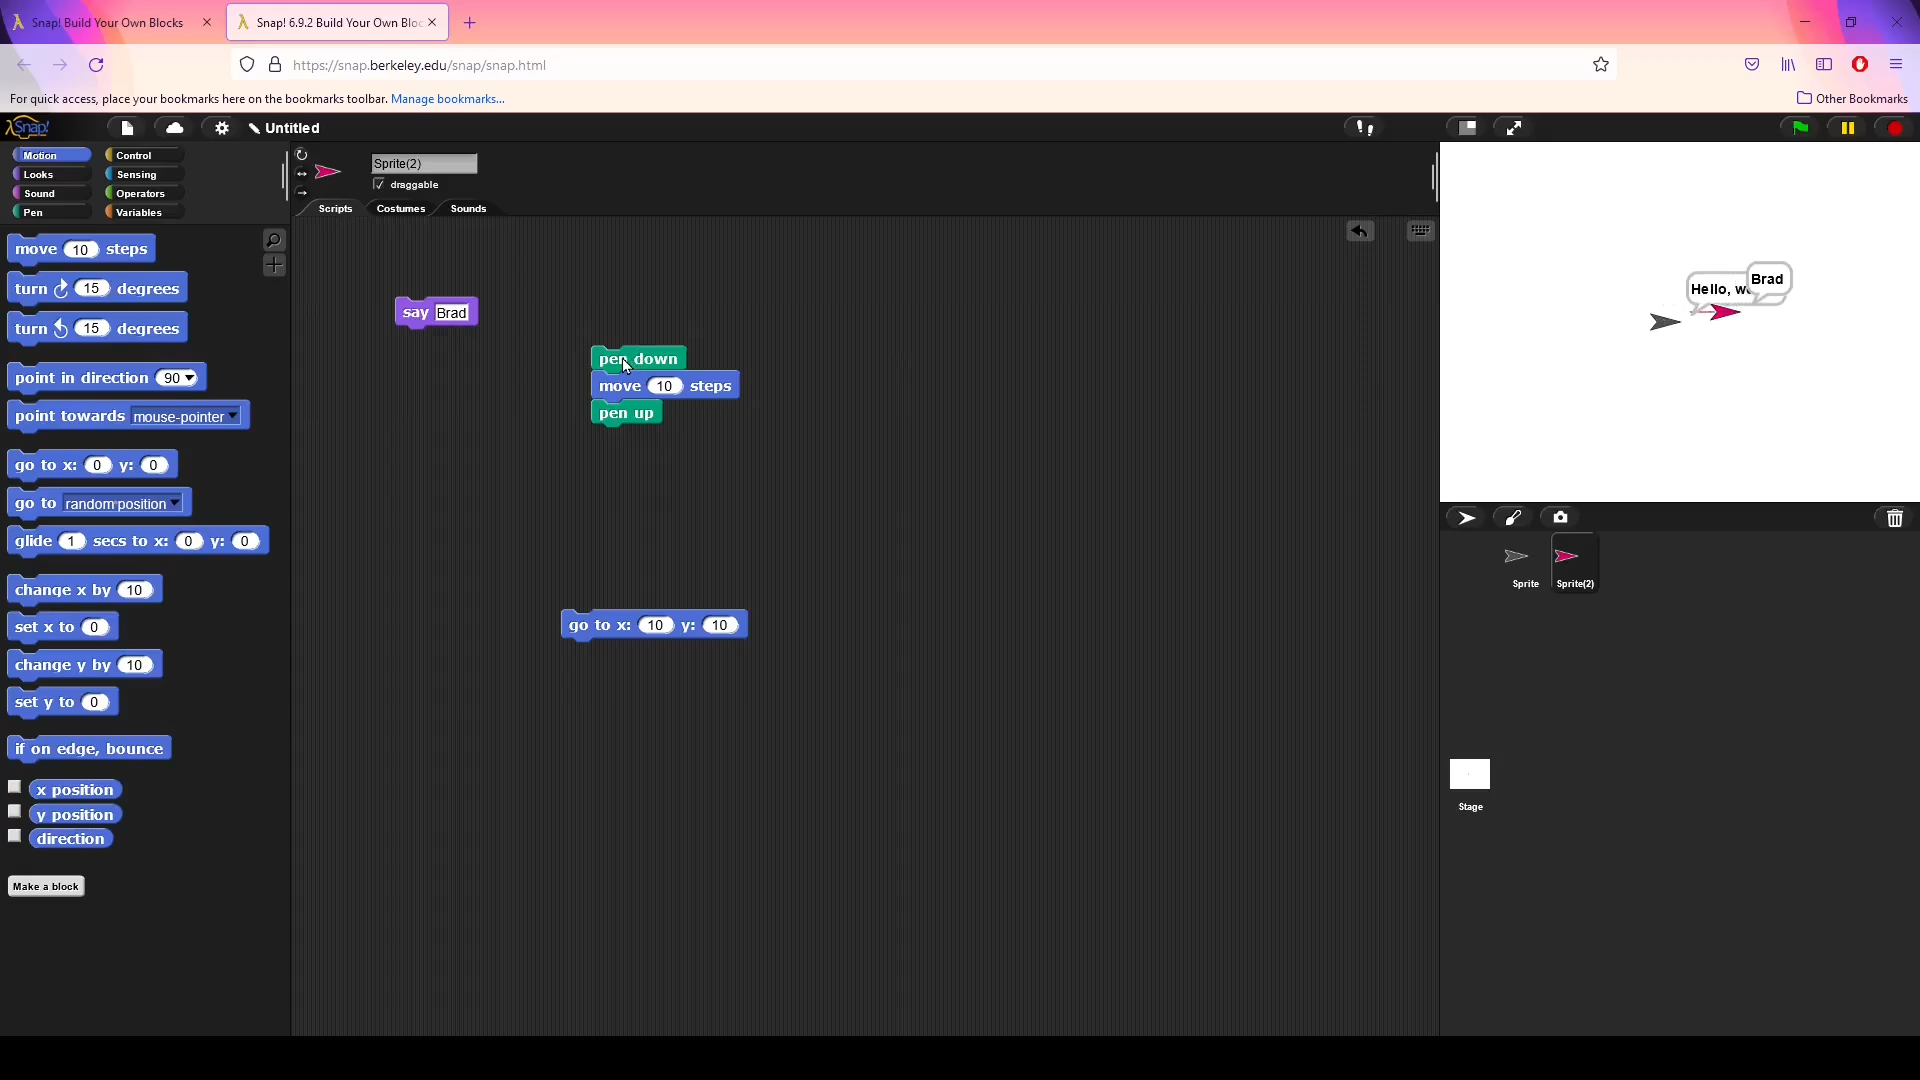 Snap! Build Your Own Blocks
Snap! 6.9.2 Build Your Own Bloc
https://snap.berkeley.edu/snap/snap.html
For quick access, place your bookmarks here on the bookmarks toolbar. Manage bookmarks...
Other Bookmarks
Snap!
Untitled
Motion
Control
Looks
Sensing
Sound
Operators
Pen
Variables
Sprite(2)
draggable
Scripts
Costumes
Sounds
move 10 steps
turn 15 degrees
turn 15 degrees
point in direction 90
point towards mouse-pointer
go to x: 0 y: 0
go to random position
glide 1 secs to x: 0 y: 0
change x by 10
set x to 0
change y by 10
set y to 0
if on edge, bounce
x position
y position
direction
Make a block
say Brad
pen down
move 10 steps
pen up
go to x: 10 y: 10
Brad
Hello, w
Sprite
Sprite(2)
Stage